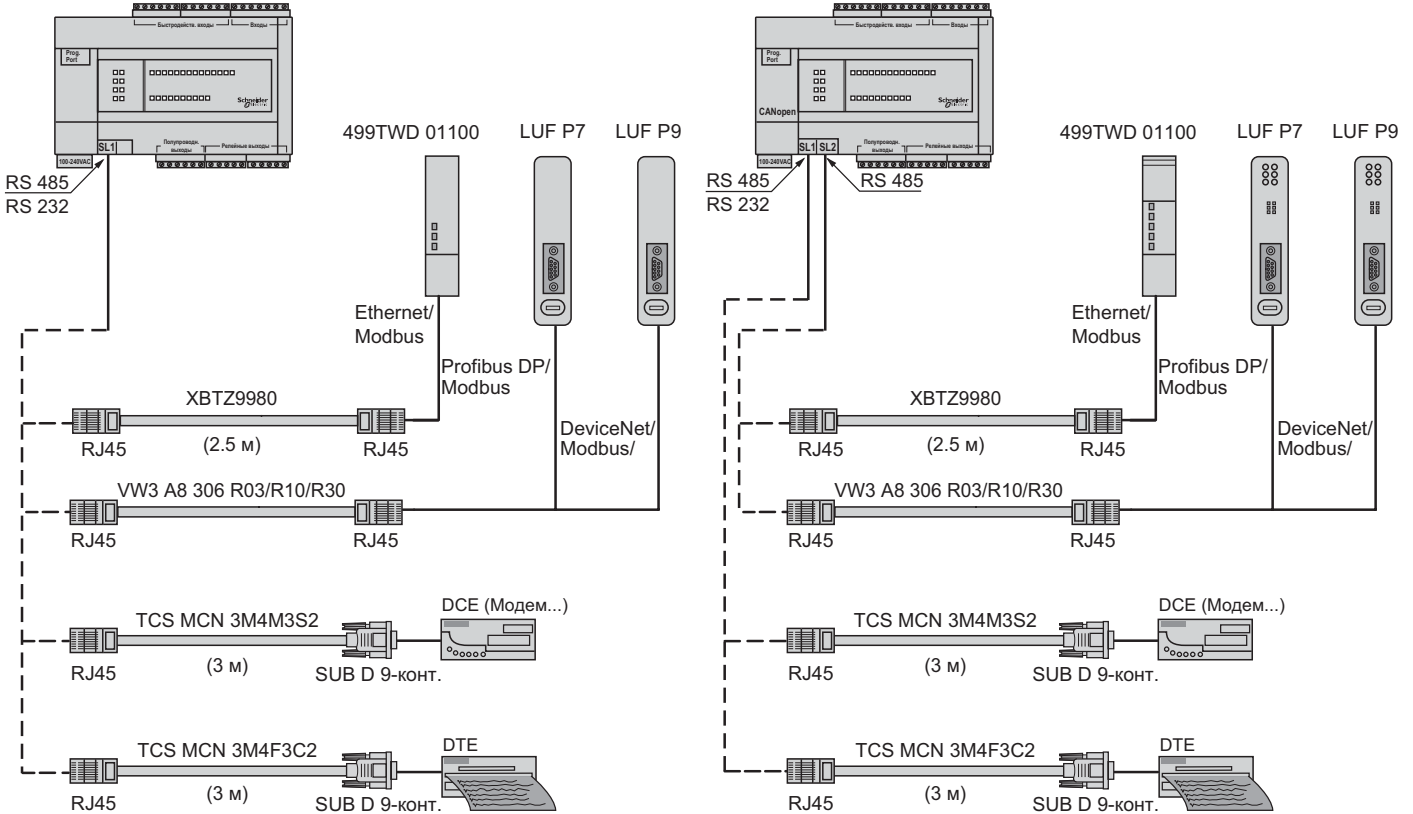 Быстродейств. входы
Входы
Prog.
Port
Schneider
Electric
SL1
Полупроводн.
выходы
Релейные выходы
100-240VAC
RS 485
RS 232
499TWD 01100
LUF P7
LUF P9
Ethernet/
Modbus
Profibus DP/
Modbus
DeviceNet/
Modbus/
XBTZ9980
RJ45
(2.5 м)
RJ45
VW3 A8 306 R03/R10/R30
RJ45
RJ45
TCS MCN 3M4M3S2
DCE (Модем...)
RJ45
(3 м)
SUB D 9-конт.
TCS MCN 3M4F3C2
DTE
RJ45
(3 м)
SUB D 9-конт.
Быстродейств. входы
Входы
Prog.
Port
Schneider
Electric
CANopen
SL1
SL2
Полупроводн.
выходы
Релейные выходы
100-240VAC
RS 485
RS 232
RS 485
499TWD 01100
LUF P7
LUF P9
Ethernet/
Modbus
Profibus DP/
Modbus
DeviceNet/
Modbus/
XBTZ9980
RJ45
(2.5 м)
RJ45
VW3 A8 306 R03/R10/R30
RJ45
RJ45
TCS MCN 3M4M3S2
DCE (Модем...)
RJ45
(3 м)
SUB D 9-конт.
TCS MCN 3M4F3C2
DTE
RJ45
(3 м)
SUB D 9-конт.